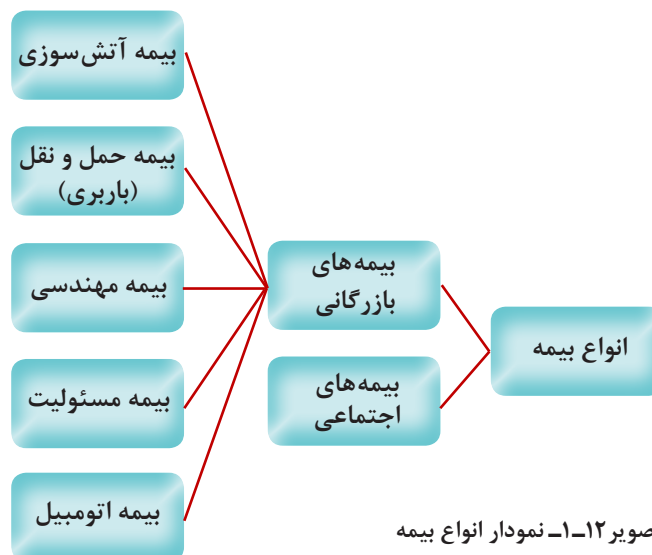 انواع بیمه
بیمه‌های
بازرگانی
بیمه‌های
اجتماعی
بیمه آتش‌سوزی
بیمه حمل و نقل
(باربری)
بیمه مهندسی
بیمه مسئولیت
بیمه اتومبیل
صویر۱۲ـ۱ـ نمودار انواع بیمه